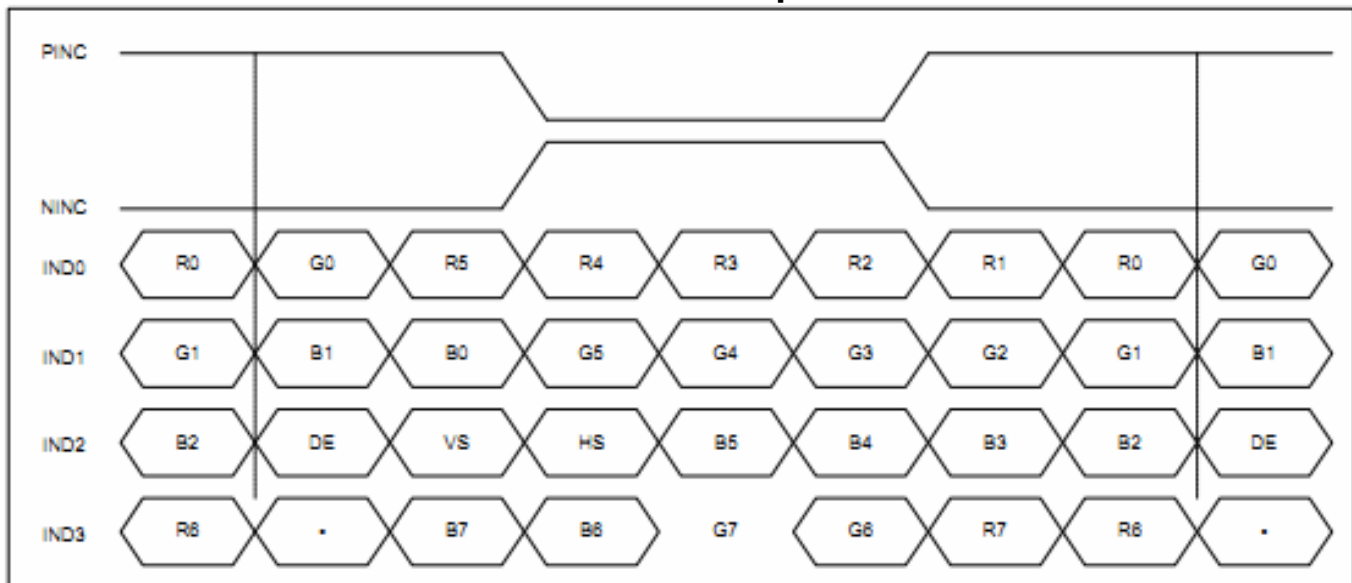 PINC
NINC
IND0 R0 G0 R5 R4 R3 R2 R1 R0 G0
IND1 G1 B1 B0 G5 G4 G3 G2 G1 B1
IND2 B2 DE VS HS B5 B4 B3 B2 DE
IND3 R6 - B7 B6 G7 G6 R7 R6 -